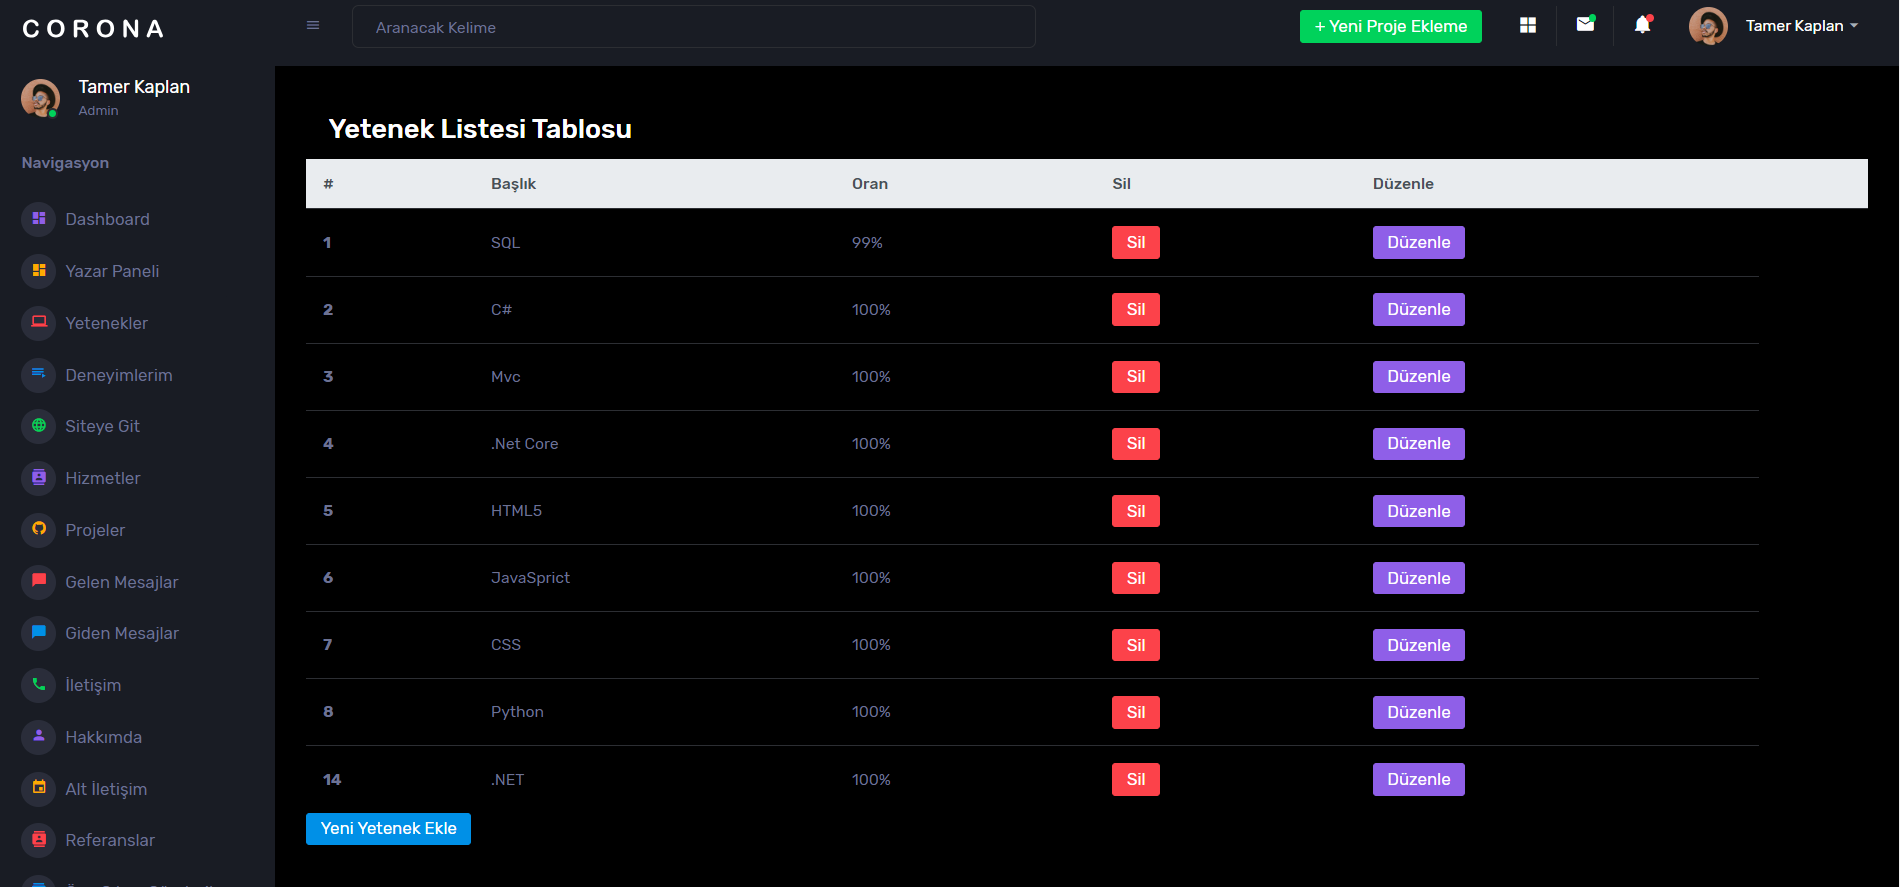 CORONA
Aranacak Kelime
+ Yeni Proje Ekleme
Tamer Kaplan
Tamer Kaplan
Admin
Navigasyon
Dashboard
Yazar Paneli
Yetenekler
Deneyimlerim
Siteye Git
Hizmetler
Projeler
Gelen Mesajlar
Giden Mesajlar
İletişim
Hakkımda
Alt İletişim
Referanslar
Yetenek Listesi Tablosu
# Başlık Oran Sil Düzenle
1 SQL 99% Sil Düzenle
2 C# 100% Sil Düzenle
3 Mvc 100% Sil Düzenle
4 .Net Core 100% Sil Düzenle
5 HTML5 100% Sil Düzenle
6 JavaSprict 100% Sil Düzenle
7 CSS 100% Sil Düzenle
8 Python 100% Sil Düzenle
14 .NET 100% Sil Düzenle
Yeni Yetenek Ekle